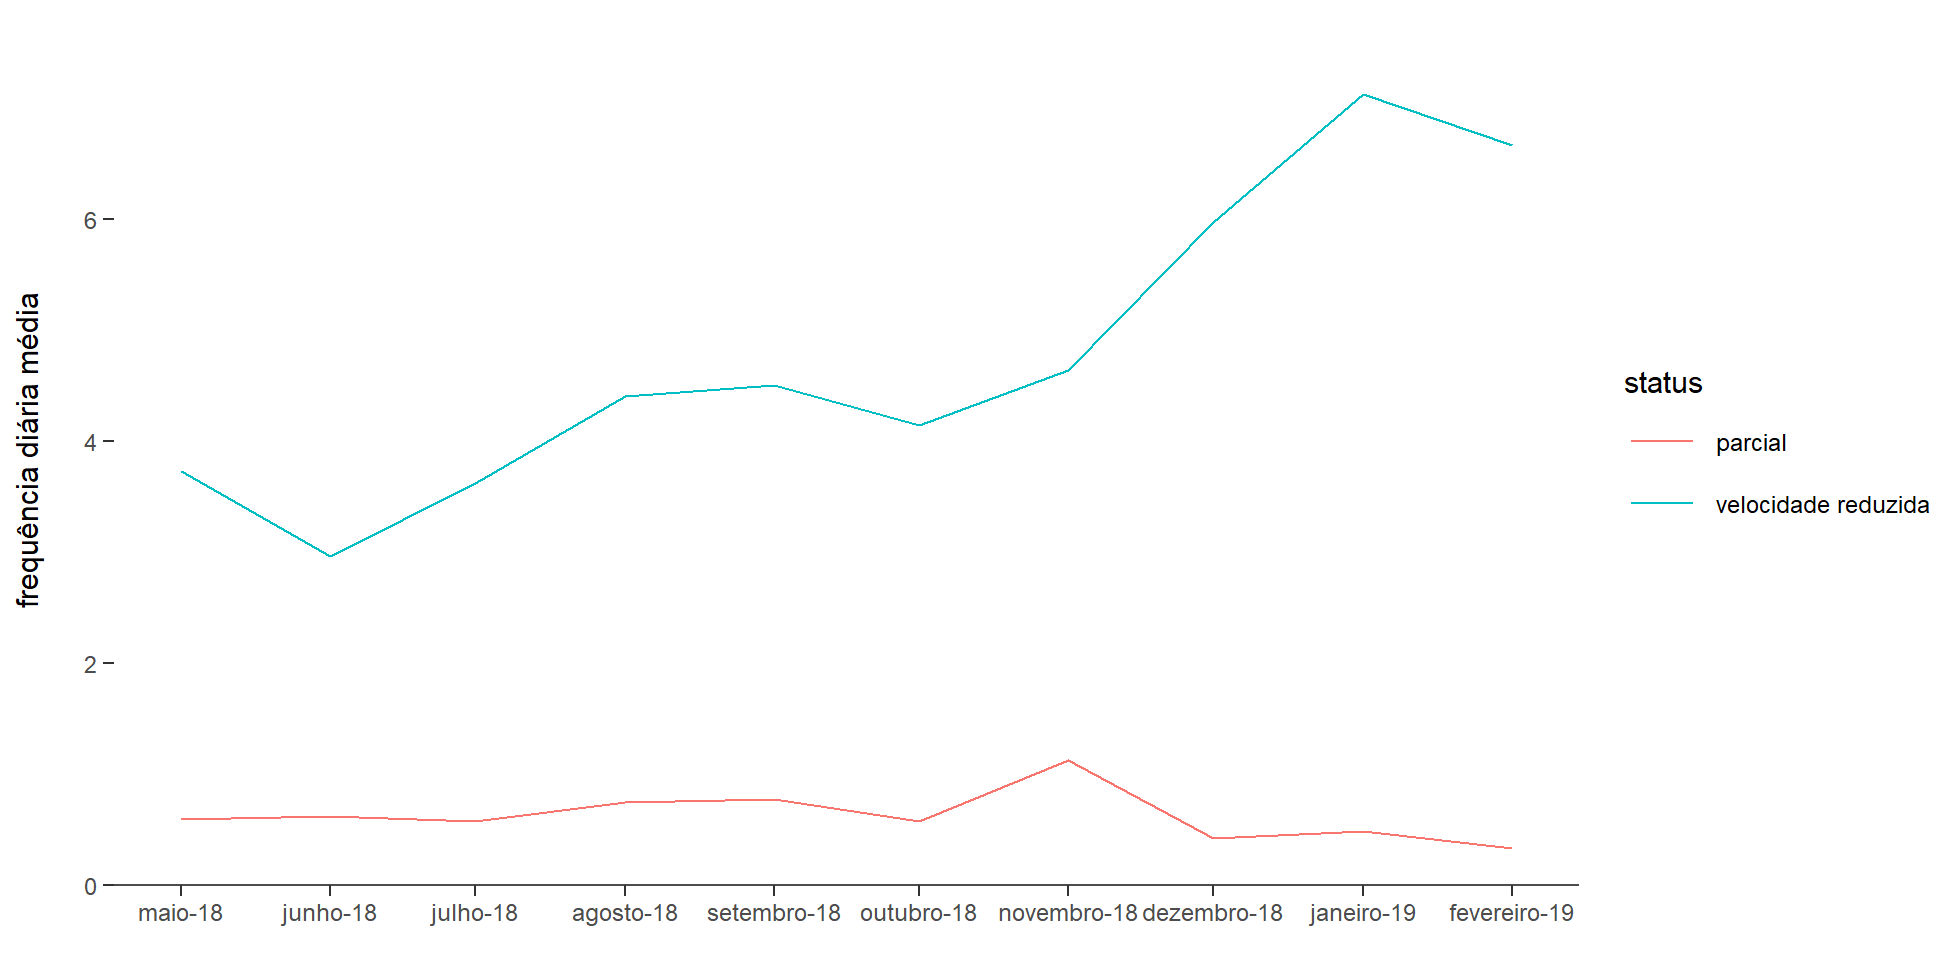 frequência diária média
6
4
2
0
maio-18
junho-18
julho-18
agosto-18
setembro-18
outubro-18
novembro-18
dezembro-18
janeiro-19
fevereiro-19
status
parcial
velocidade reduzida